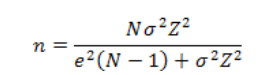 n = Nσ²Z² / e²(N − 1) + σ²Z²